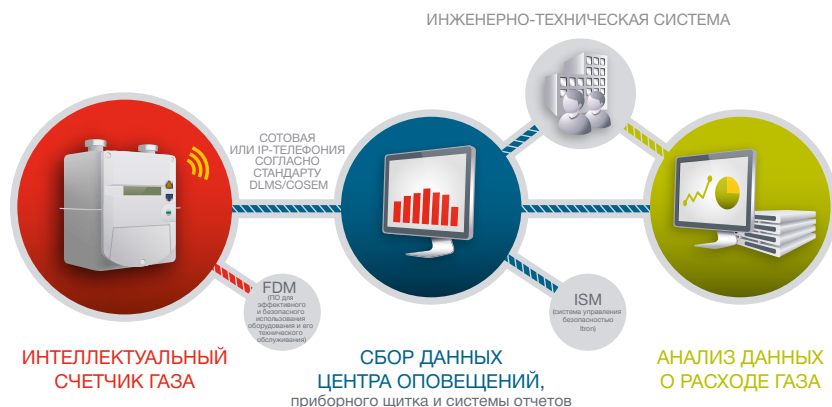 ИНЖЕНЕРНО-ТЕХНИЧЕСКАЯ СИСТЕМА
СОТОВАЯ
ИЛИ IP-ТЕЛЕФОНИЯ
СОГЛАСНО
СТАНДАРТУ
DLMS/COSEM
FDM
(ПО для
эффективного
и безопасного
использования
оборудования и его
технического
обслуживания)
ISM
(система управления
безопасностью
Itron)
ИНТЕЛЛЕКТУАЛЬНЫЙ
СЧЕТЧИК ГАЗА
СБОР ДАННЫХ
ЦЕНТРА ОПОВЕЩЕНИЙ,
приборного щитка и системы отчетов
АНАЛИЗ ДАННЫХ
О РАСХОДЕ ГАЗА